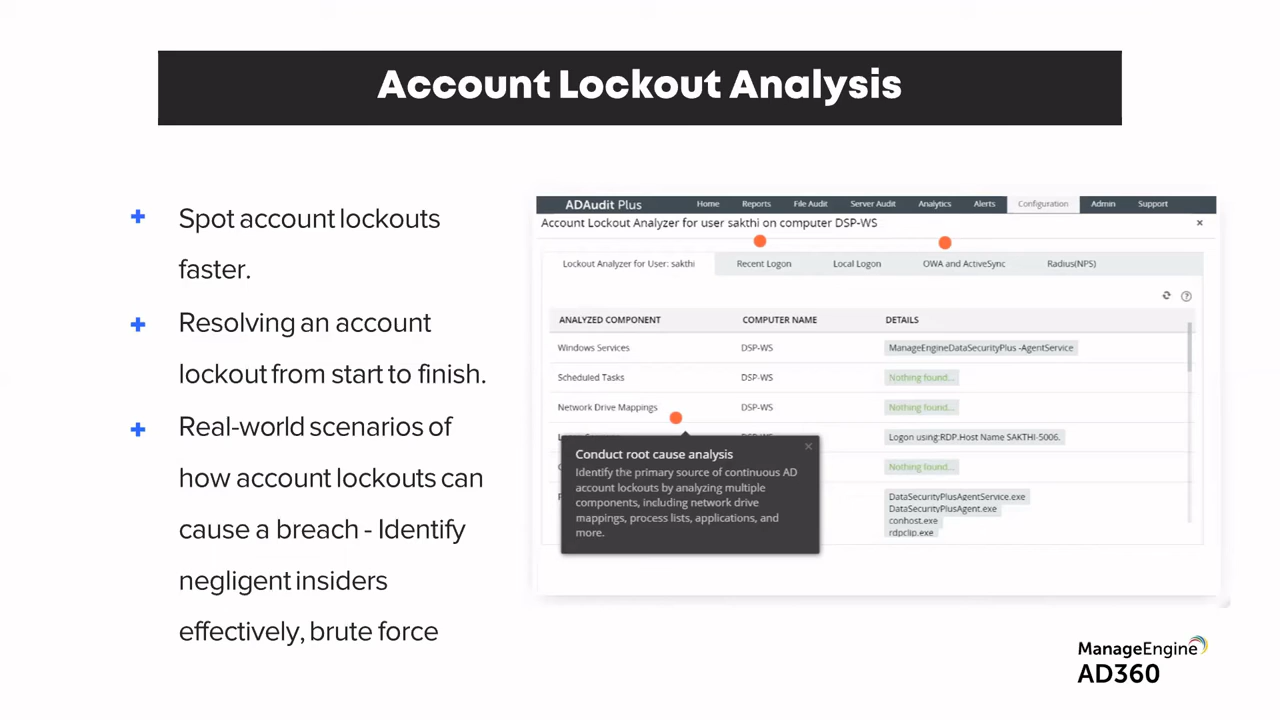 Account Lockout Analysis
Spot account lockouts
faster.
Resolving an account
lockout from start to finish.
Real-world scenarios of
how account lockouts can
cause a breach - Identify
negligent insiders
effectively, brute force
ADAudit Plus Home Reports File Audit Server Audit Analytics Alerts Configuration Admin Support
Account Lockout Analyzer for user sakthi on computer DSP-WS
Lockout Analyzer for User: sakthi Recent Logon Local Logon OWA and ActiveSync Radius(NPS)
ANALYZED COMPONENT COMPUTER NAME DETAILS
Windows Services DSP-WS ManageEngineDataSecurityPlus -AgentService
Scheduled Tasks DSP-WS Nothing found...
Network Drive Mappings DSP-WS Nothing found...
Logon using:RDP.Host Name SAKTHI-5006.
Nothing found...
DataSecurityPlusAgentService.exe
DataSecurityPlusAgent.exe
conhost.exe
rdpclip.exe
Conduct root cause analysis
Identify the primary source of continuous AD
account lockouts by analyzing multiple
components, including network drive
mappings, process lists, applications, and
more.
ManageEngine
AD360